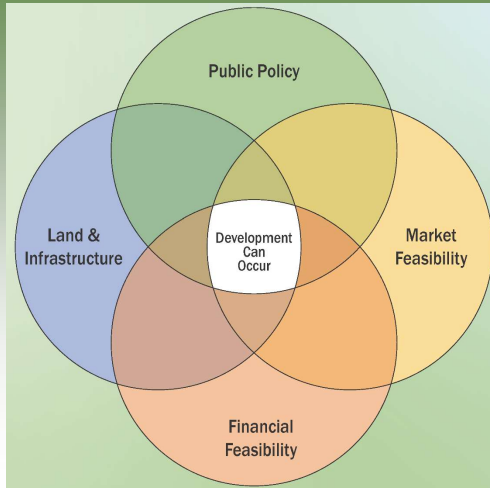 Public Policy
Land &
Infrastructure
Development
Can
Occur
Market
Feasibility
Financial
Feasibility